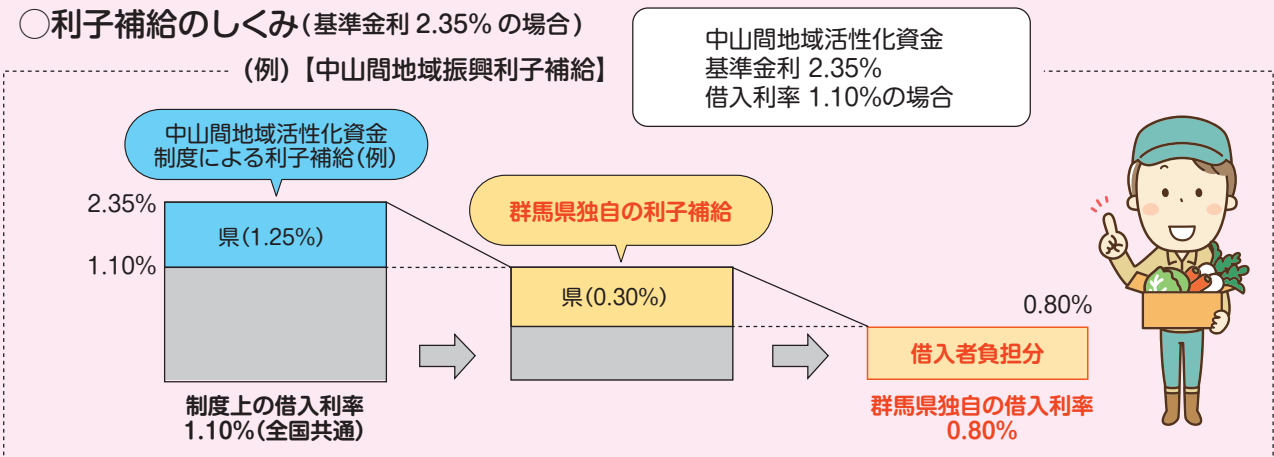 ○利子補給のしくみ(基準金利 2.35% の場合)
(例)【中山間地域振興利子補給】
中山間地域活性化資金
基準金利 2.35%
借入利率 1.10%の場合
中山間地域活性化資金
制度による利子補給(例)
2.35%
県(1.25%)
1.10%
制度上の借入利率
1.10%(全国共通)
群馬県独自の利子補給
県(0.30%)
0.80%
借入者負担分
群馬県独自の借入利率
0.80%